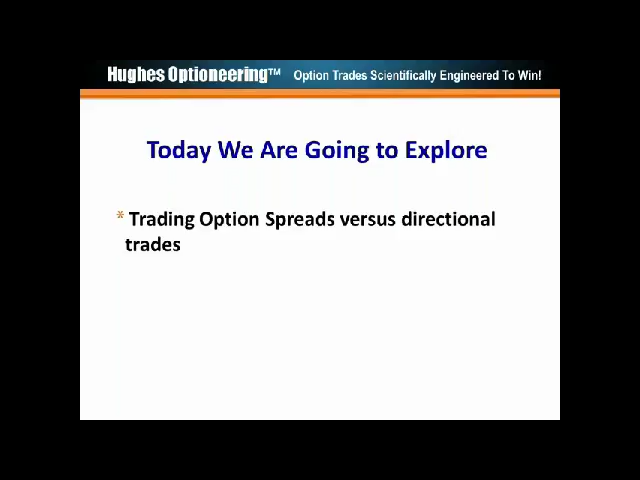 Hughes Optioneering™ Option Trades Scientifically Engineered To Win!
Today We Are Going to Explore
* Trading Option Spreads versus directional
trades